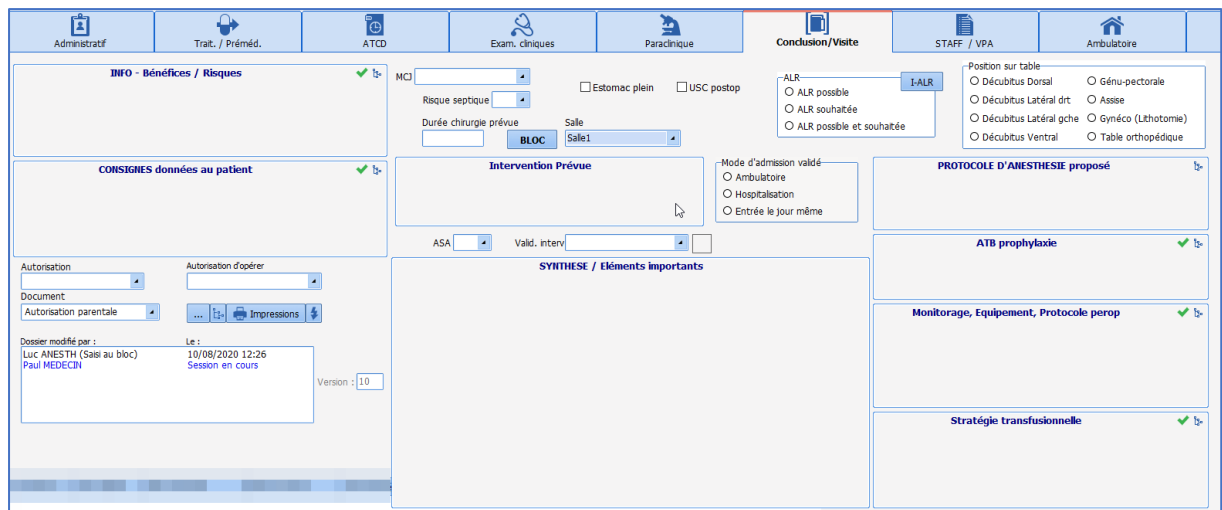 Administratif
Trait. / Préméd.
ATCD
Exam. cliniques
Paraclinique
Conclusion/Visite
STAFF / VPA
Ambulatoire
INFO - Bénéfices / Risques
CONSIGNES données au patient
Autorisation
Autorisation d'opérer
Document
Autorisation parentale
...
Impressions
Dossier modifié par :
Le :
Luc ANESTH (Saisi au bloc)
10/08/2020 12:26
Paul MEDECIN
Session en cours
Version : 10
MCJ
Estomac plein
USC postop
Risque septique
Durée chirurgie prévue
Salle
BLOC
Salle1
ALR
I-ALR
ALR possible
ALR souhaitée
ALR possible et souhaitée
Position sur table
Décubitus Dorsal
Génu-pectorale
Décubitus Latéral drt
Assise
Décubitus Latéral gche
Gynéco (Lithotomie)
Décubitus Ventral
Table orthopédique
Intervention Prévue
Mode d'admission validé
Ambulatoire
Hospitalisation
Entrée le jour même
ASA
Valid. interv
SYNTHESE / Eléments importants
PROTOCOLE D'ANESTHESIE proposé
ATB prophylaxie
Monitorage, Equipement, Protocole perop
Stratégie transfusionnelle